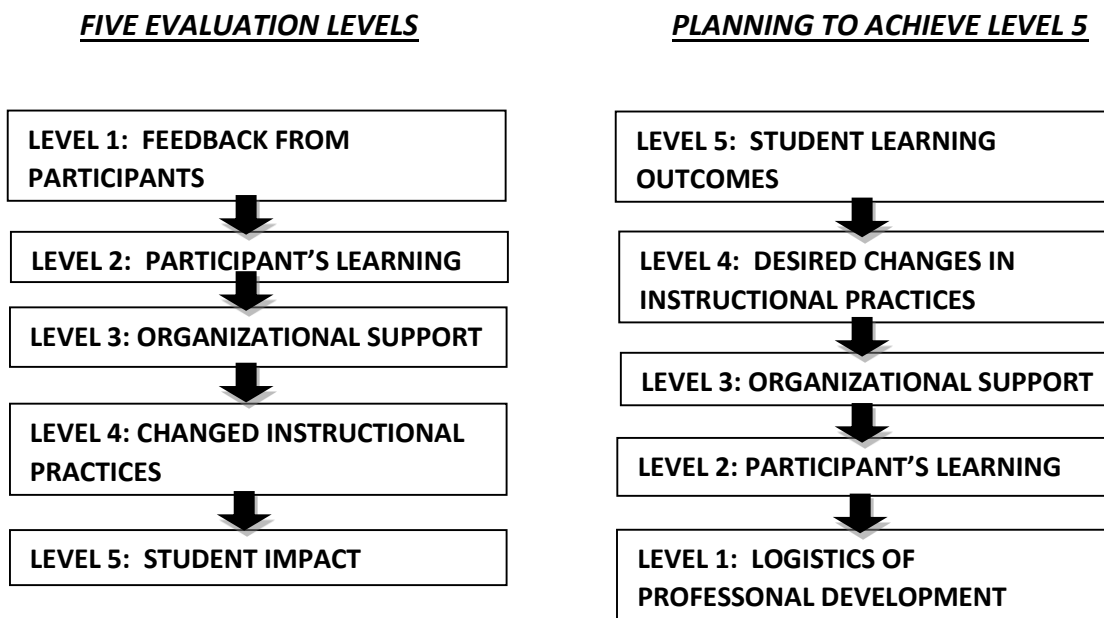 FIVE EVALUATION LEVELS
LEVEL 1: FEEDBACK FROM
PARTICIPANTS
LEVEL 2: PARTICIPANT’S LEARNING
LEVEL 3: ORGANIZATIONAL SUPPORT
LEVEL 4: CHANGED INSTRUCTIONAL
PRACTICES
LEVEL 5: STUDENT IMPACT
PLANNING TO ACHIEVE LEVEL 5
LEVEL 5: STUDENT LEARNING
OUTCOMES
LEVEL 4: DESIRED CHANGES IN
INSTRUCTIONAL PRACTICES
LEVEL 3: ORGANIZATIONAL SUPPORT
LEVEL 2: PARTICIPANT’S LEARNING
LEVEL 1: LOGISTICS OF
PROFESSONAL DEVELOPMENT